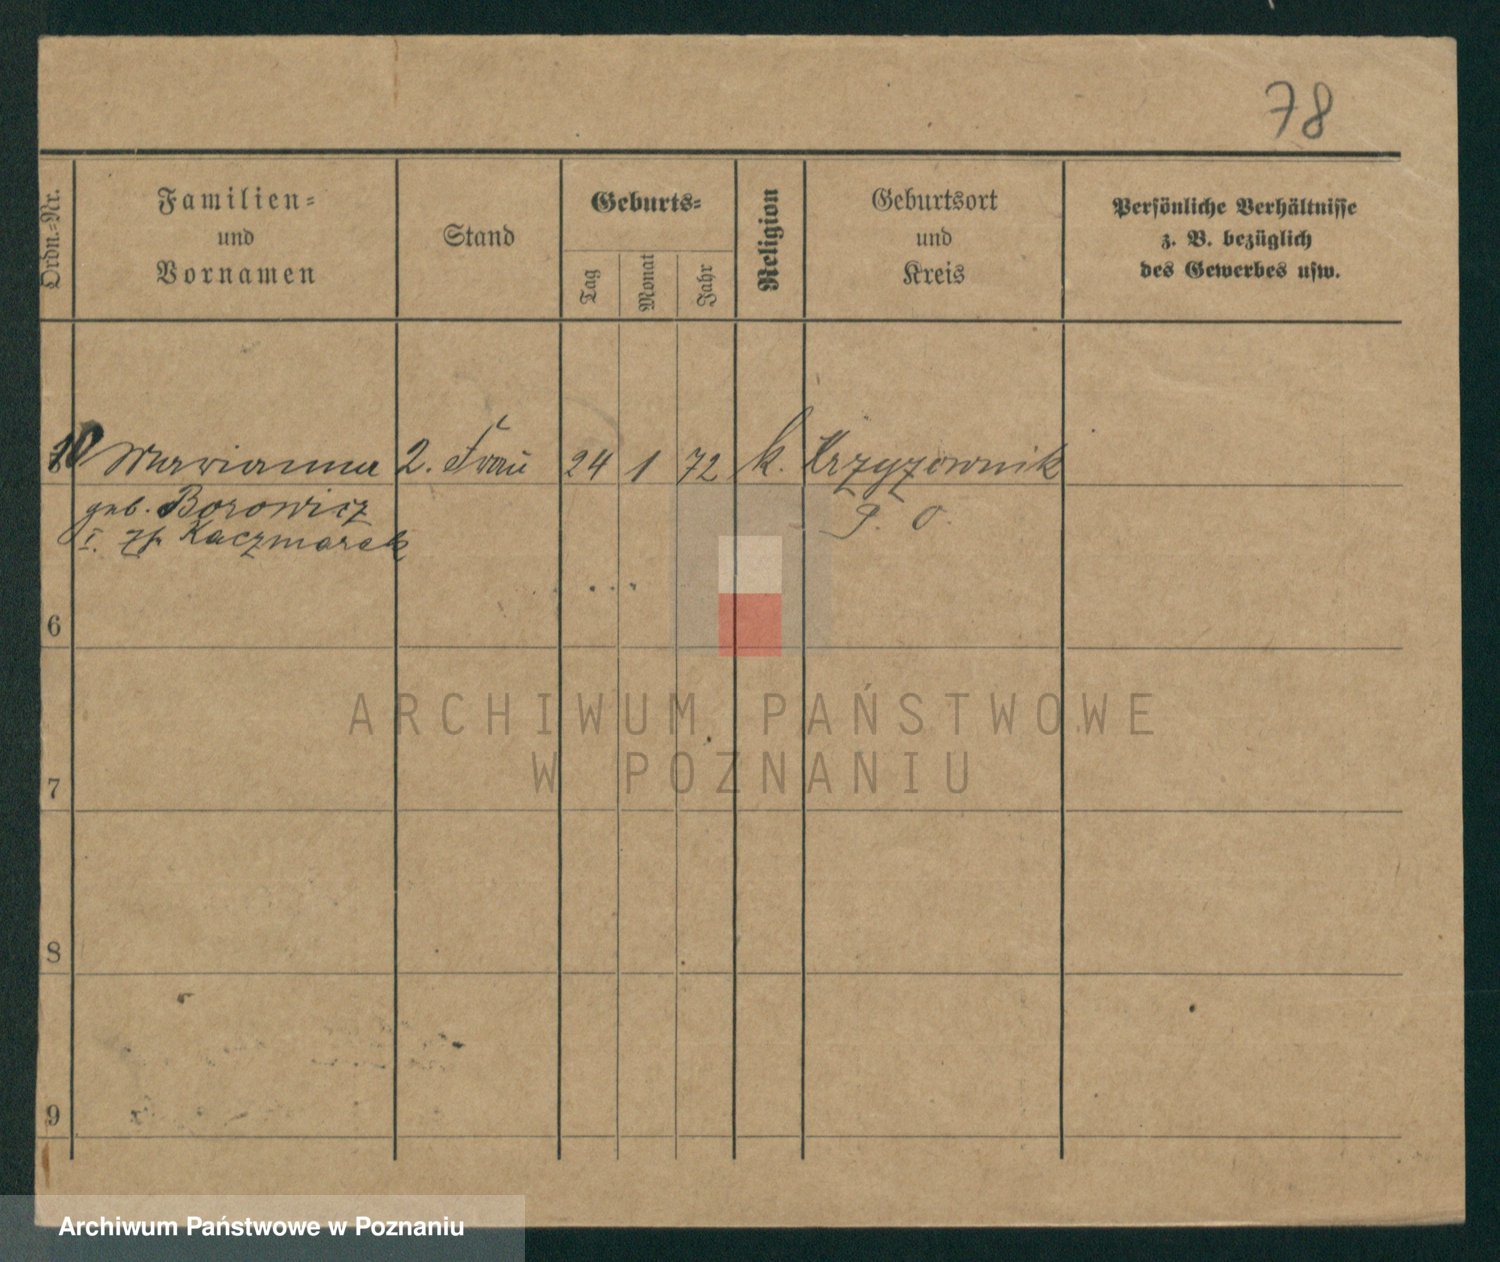 78
Ordn.-Nr.
Familien-
und
Vornamen
Stand
Geburts-
Tag
Monat
Jahr
Religion
Geburtsort
und
Kreis
Persönliche Verhältnisse
z. B. bezüglich
des Gewerbes usw.
10 Marianna 2. Frau 24 1 72 k. Krzyzownik
geb. Borowicz P. O.
I. Kaczmarek
6
7
8
9
ARCHIWUM PAŃSTWOWE
W POZNANIU
Archiwum Państwowe w Poznaniu